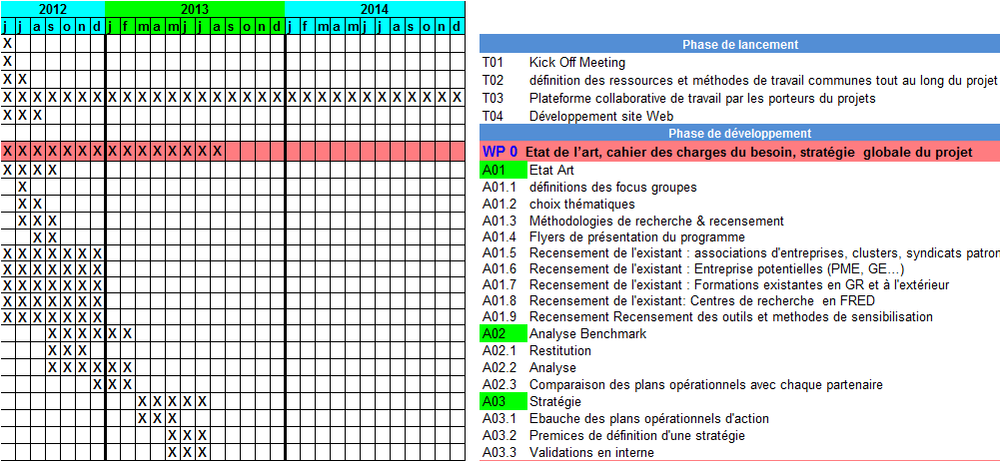 2012 2013 2014
j j a s o n d j f m a m j j a s o n d j f m a m j j a s o n d
X Phase de lancement
X T01 Kick Off Meeting
X X T02 définition des ressources et méthodes de travail communes tout au long du projet
X X X X X X X X X X X X X X X X X X X X X X X X X X X X X X X T03 Plateforme collaborative de travail par les porteurs du projets
X X X T04 Développement site Web
Phase de développement
X X X X X X X X X X X X X X X WP 0 Etat de l'art, cahier des charges du besoin, stratégie globale du projet
X X X X A01 Etat Art
X A01.1 définitions des focus groupes
X X A01.2 choix thématiques
X X X A01.3 Méthodologies de recherche & recensement
X X A01.4 Flyers de présentation du programme
X X X X X X X A01.5 Recensement de l'existant : associations d'entreprises, clusters, syndicats patron
X X X X X X X A01.6 Recensement de l'existant : Entreprise potentielles (PME, GE…)
X X X X X X X A01.7 Recensement de l'existant : Formations existantes en GR et à l'extérieur
X X X X X X X A01.8 Recensement de l'existant: Centres de recherche en FRED
X X X X X X X A01.9 Recensement Recensement des outils et methodes de sensibilisation
X X X X X X A02 Analyse Benchmark
X X X A02.1 Restitution
X X X X X X A02.2 Analyse
X X X A02.3 Comparaison des plans opérationnels avec chaque partenaire
X X X X X A03 Stratégie
X X X A03.1 Ebauche des plans opérationnels d'action
X X X A03.2 Premices de définition d'une stratégie
X X X A03.3 Validations en interne